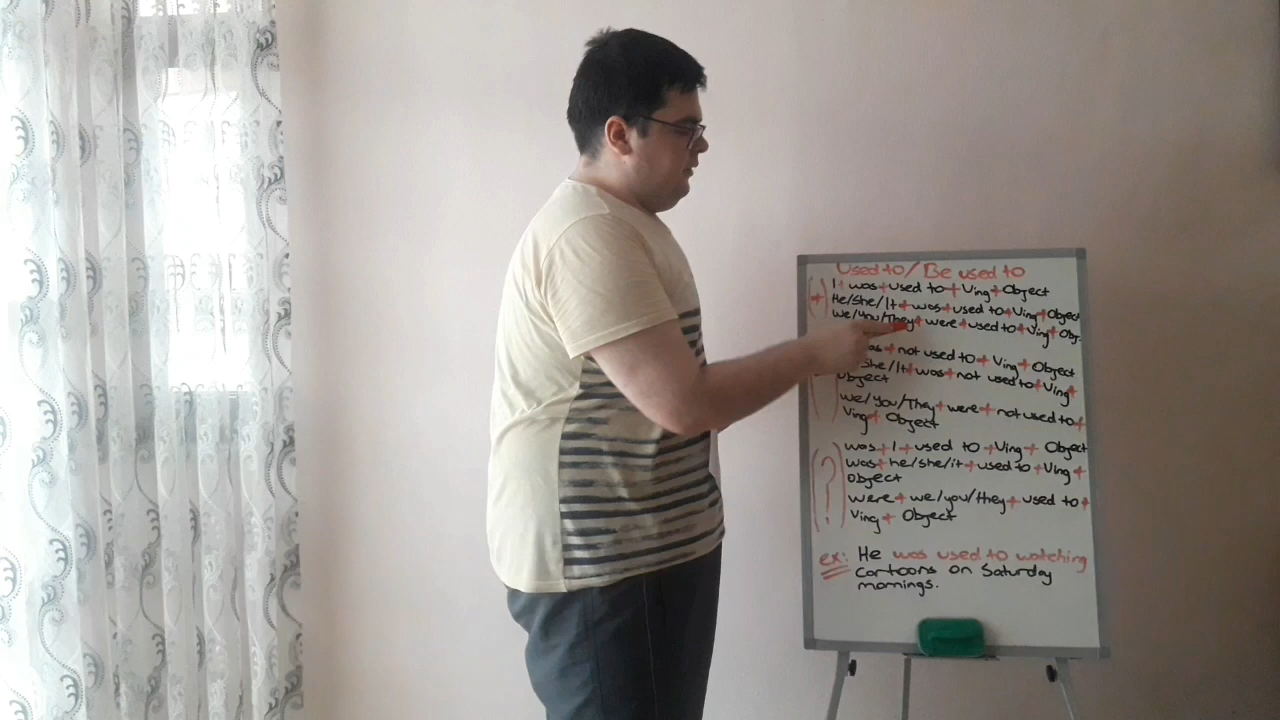 Used to/ Be used to
(+) I + was + used to + Ving + Object
He/She/It + was + used to + Ving + Object
We/You/They + were + used to + Ving + Obj.
+ not used to + Ving + Object
/She/It + was + not used to + Ving +
Object
We/You/They + were + not used to +
Ving + Object
was + I + used to + Ving + Object
(?) was + he/she/it + used to + Ving +
object
were + we/you/they + used to +
Ving + Object
ex: He was used to watching
cartoons on Saturday
mornings.